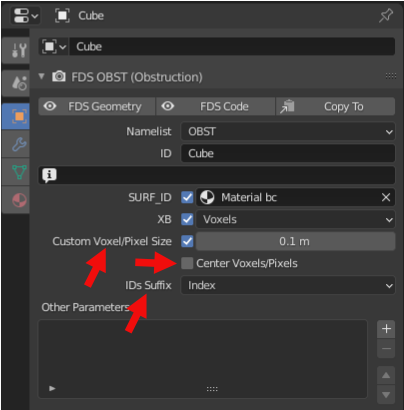 Cube
Cube
FDS OBST (Obstruction)
FDS Geometry FDS Code Copy To
Namelist OBST
ID Cube
SURF_ID Material bc
XB Voxels
Custom Voxel/Pixel Size 0.1 m
Center Voxels/Pixels
IDs Suffix Index
Other Parameters